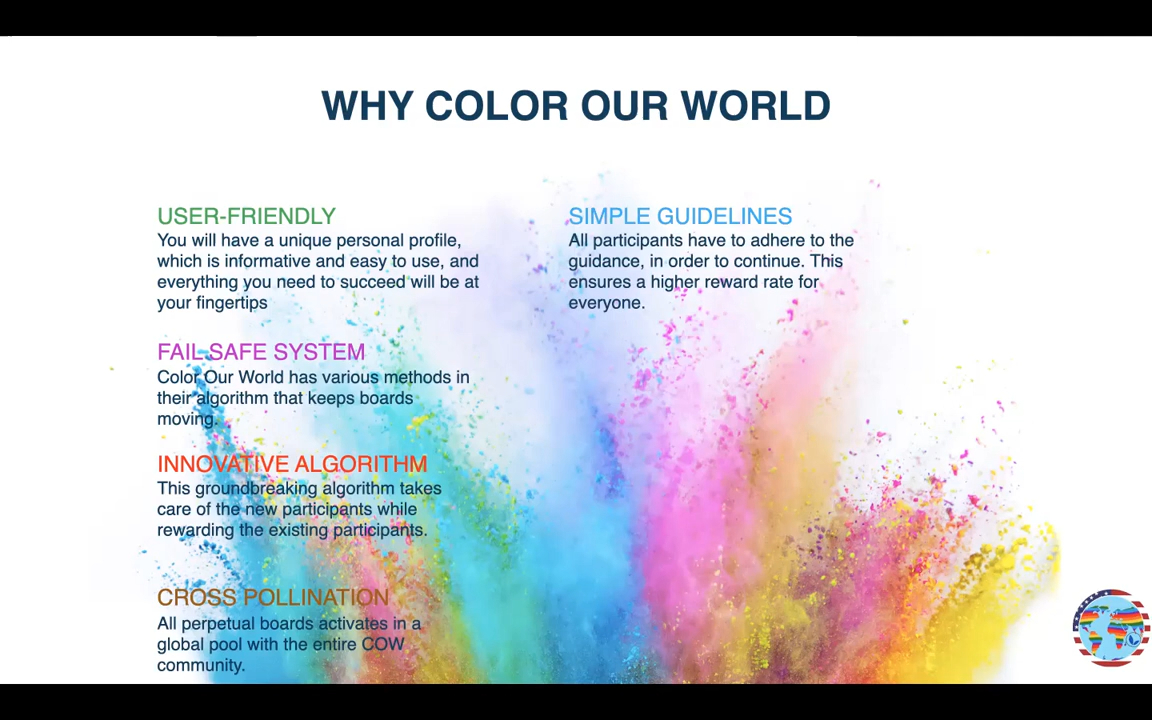 WHY COLOR OUR WORLD
USER-FRIENDLY
You will have a unique personal profile,
which is informative and easy to use, and
everything you need to succeed will be at
your fingertips
FAIL-SAFE SYSTEM
Color Our World has various methods in
their algorithm that keeps boards
moving.
INNOVATIVE ALGORITHM
This groundbreaking algorithm takes
care of the new participants while
rewarding the existing participants.
CROSS POLLINATION
All perpetual boards activates in a
global pool with the entire COW
community.
SIMPLE GUIDELINES
All participants have to adhere to the
guidance, in order to continue. This
ensures a higher reward rate for
everyone.